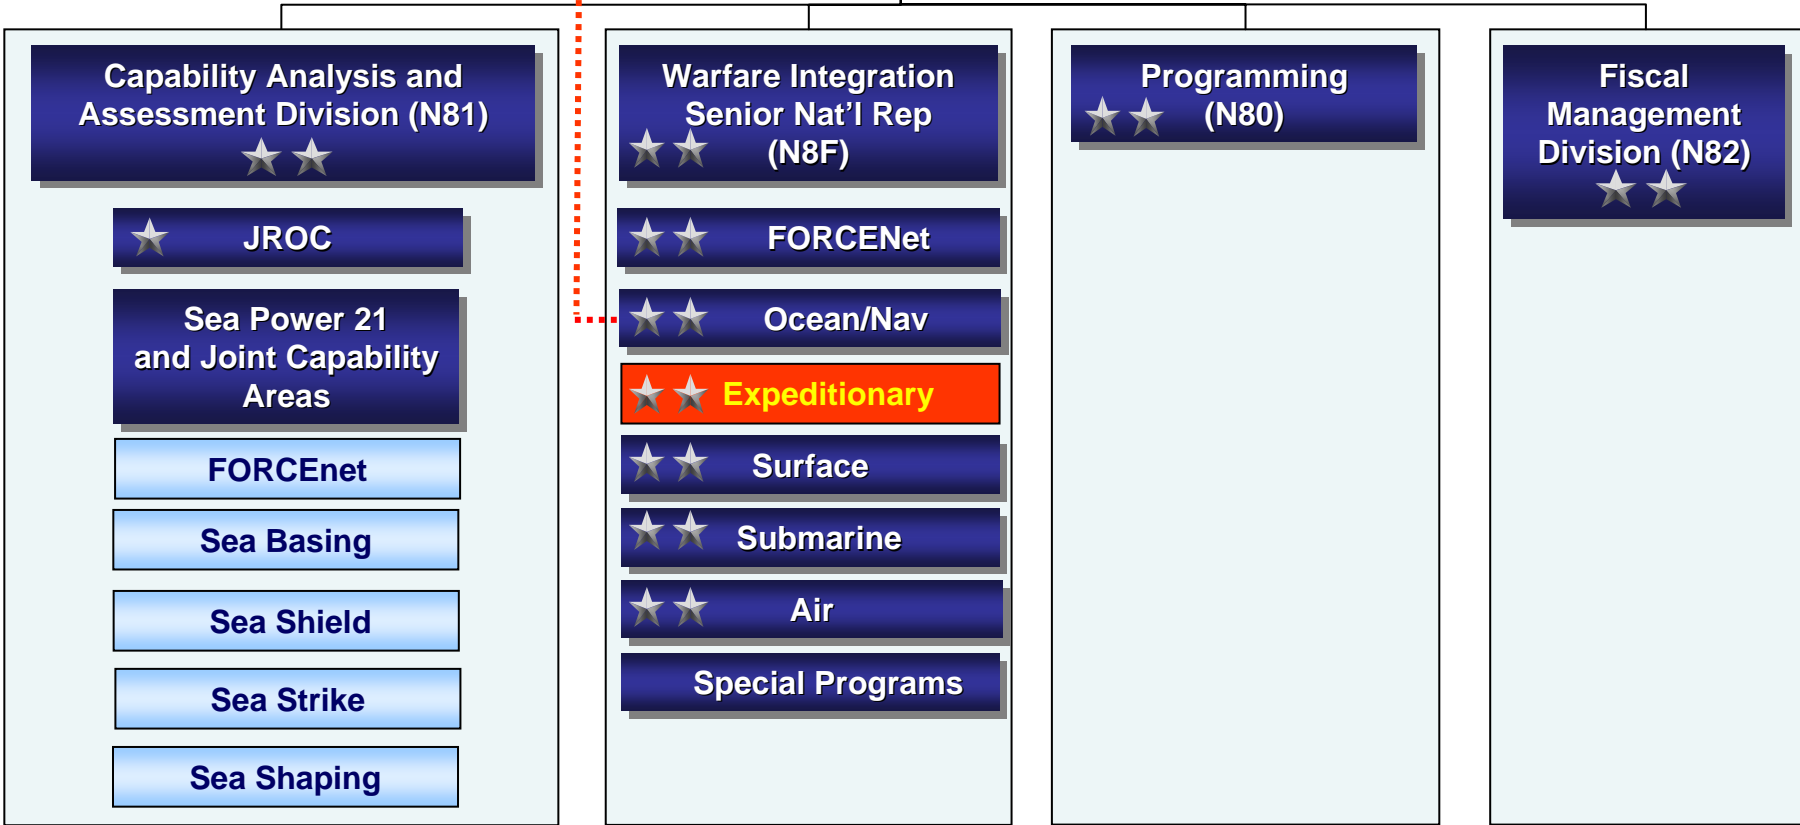 Capability Analysis and
Assessment Division (N81)
JROC
Sea Power 21
and Joint Capability
Areas
FORCEnet
Sea Basing
Sea Shield
Sea Strike
Sea Shaping
Warfare Integration
Senior Nat’l Rep
(N8F)
FORCENet
Ocean/Nav
Expeditionary
Surface
Submarine
Air
Special Programs
Programming
(N80)
Fiscal
Management
Division (N82)